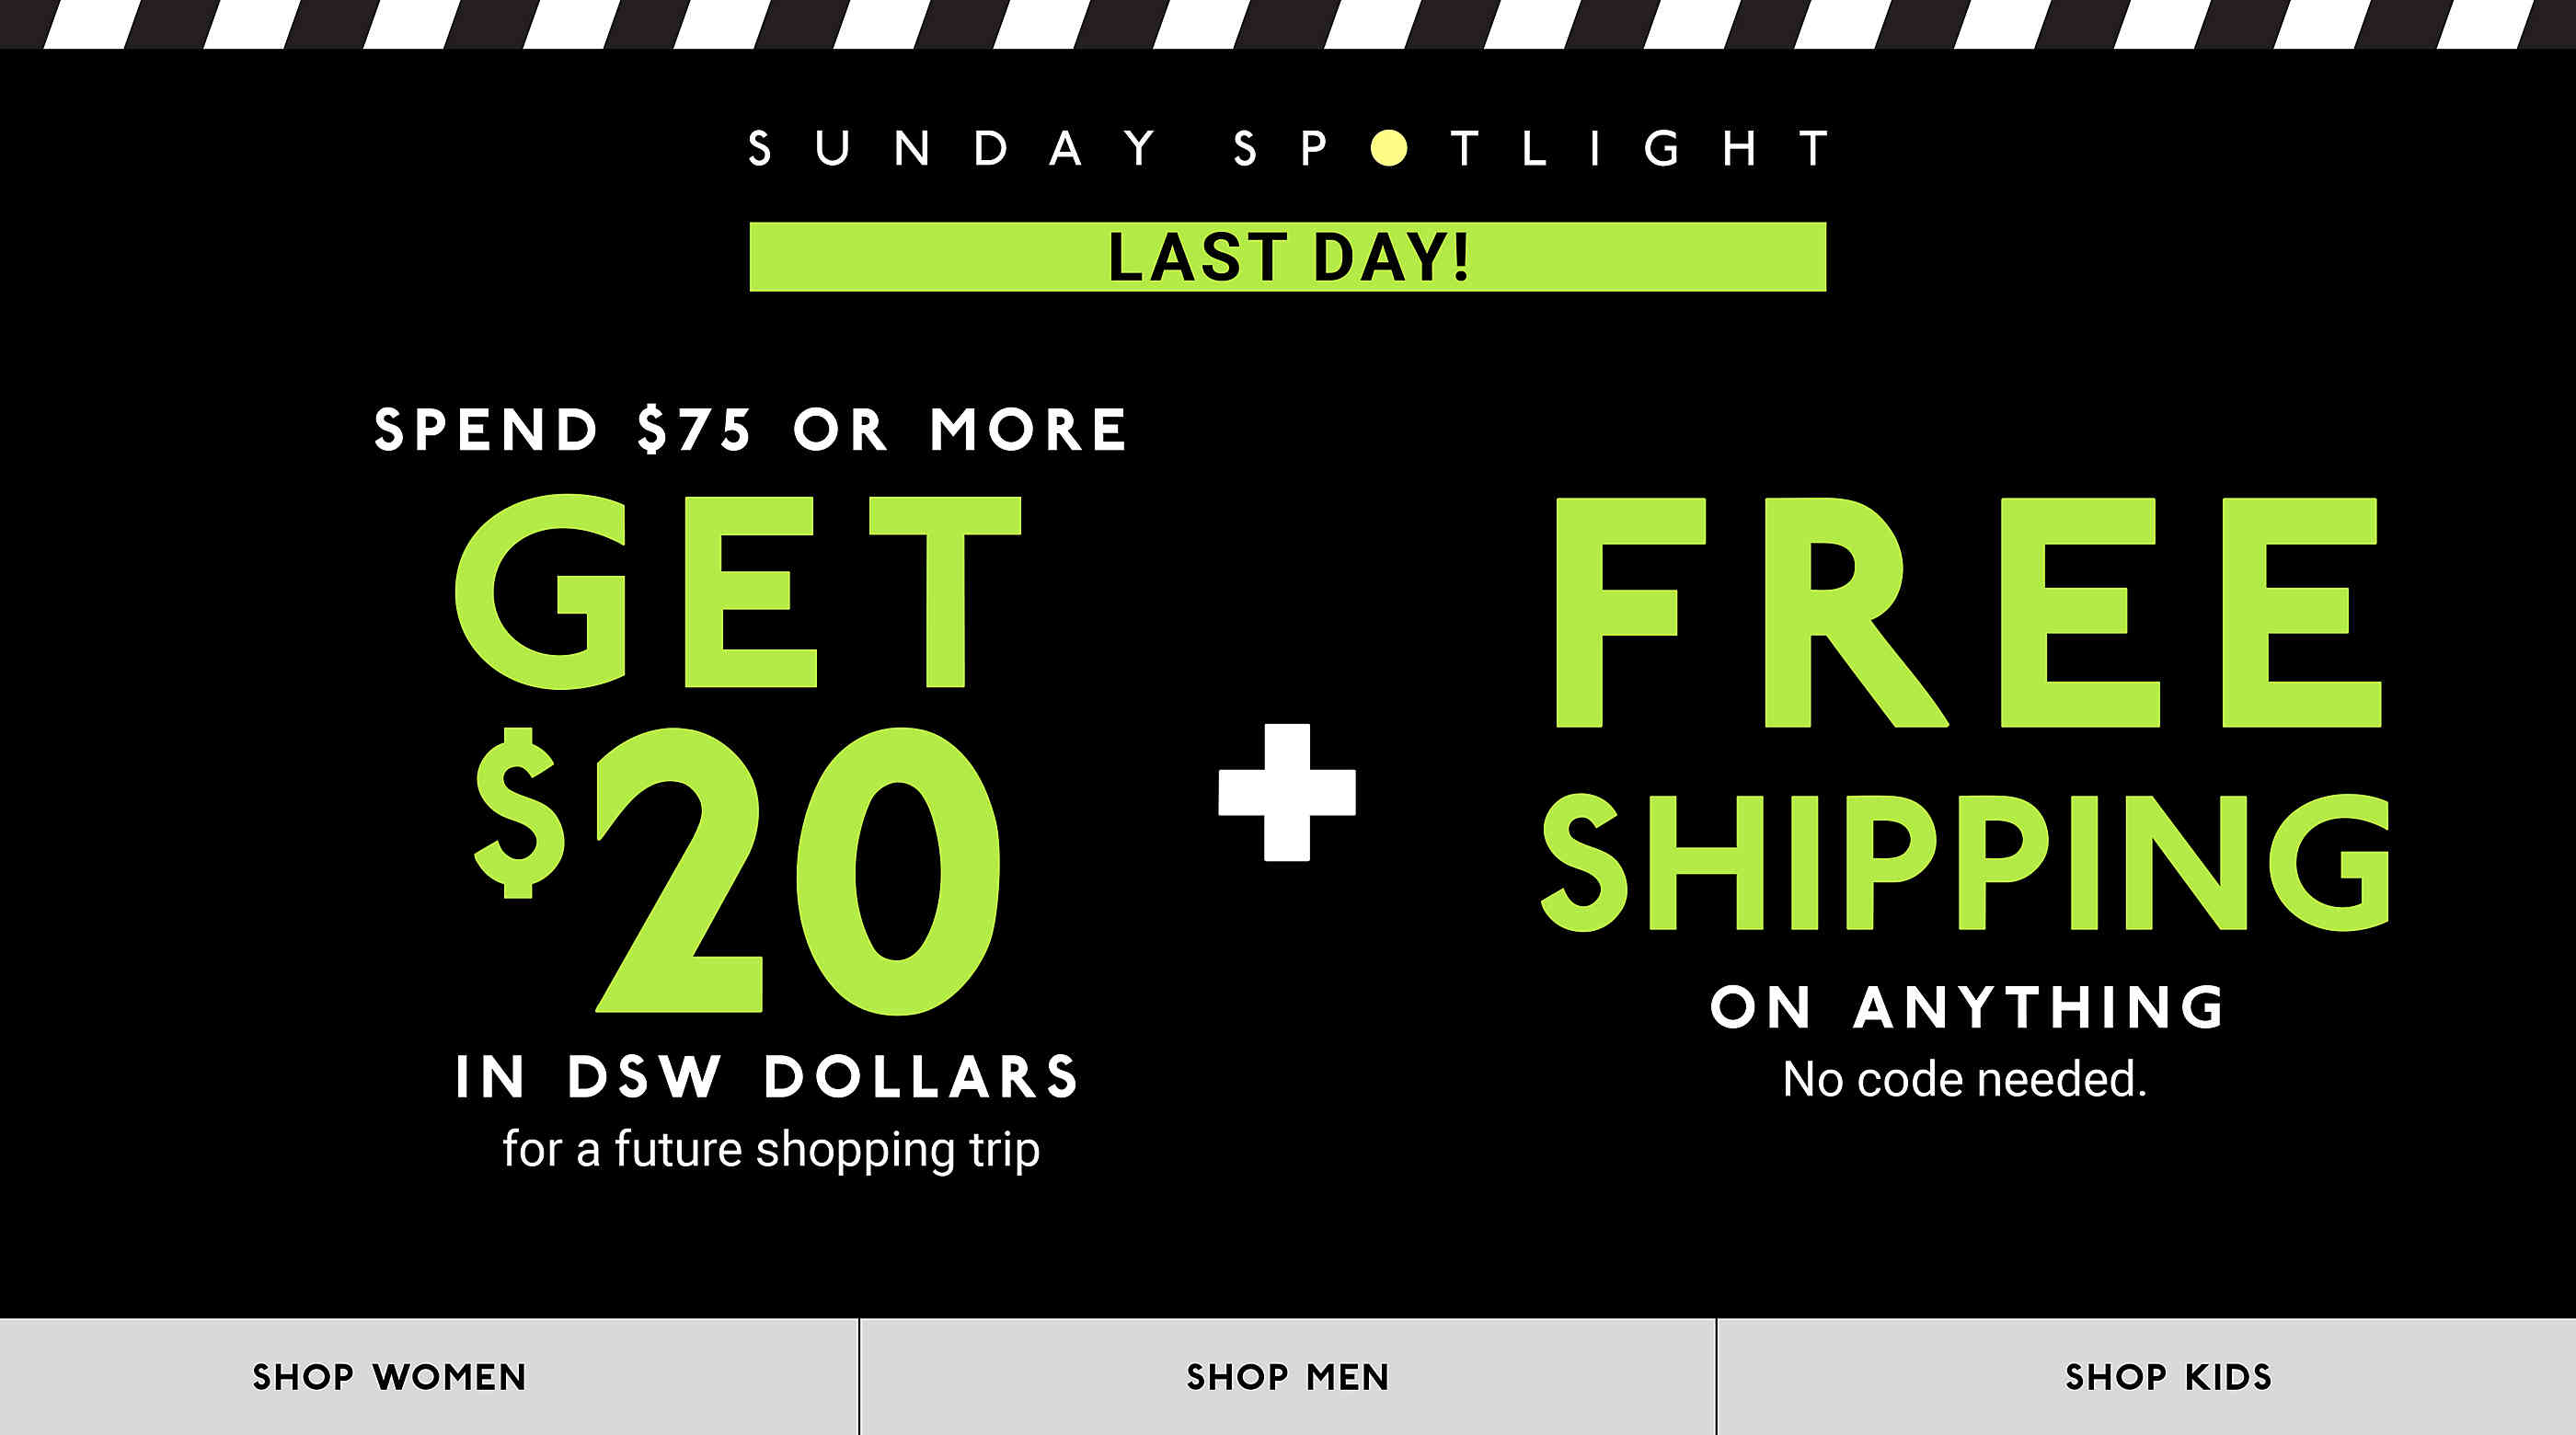 SUNDAY SPOTLIGHT
LAST DAY!
SPEND $75 OR MORE
GET
$20
IN DSW DOLLARS
for a future shopping trip
+
FREE
SHIPPING
ON ANYTHING
No code needed.
SHOP WOMEN
SHOP MEN
SHOP KIDS